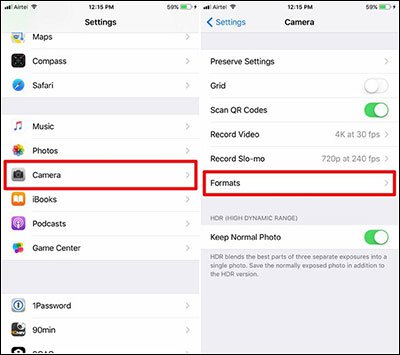 Airtel 12:15 PM 59%
Settings
Maps
Compass
Safari
Music
Photos
Camera
iBooks
Podcasts
Game Center
1Password
90min
Airtel 12:15 PM 59%
Settings Camera
Preserve Settings
Grid
Scan QR Codes
Record Video 4K at 30 fps
Record Slo-mo 720p at 240 fps
Formats
HDR (HIGH DYNAMIC RANGE)
Keep Normal Photo
HDR blends the best parts of three separate exposures into
a single photo. Save the normally exposed photo in addition to
the HDR version.